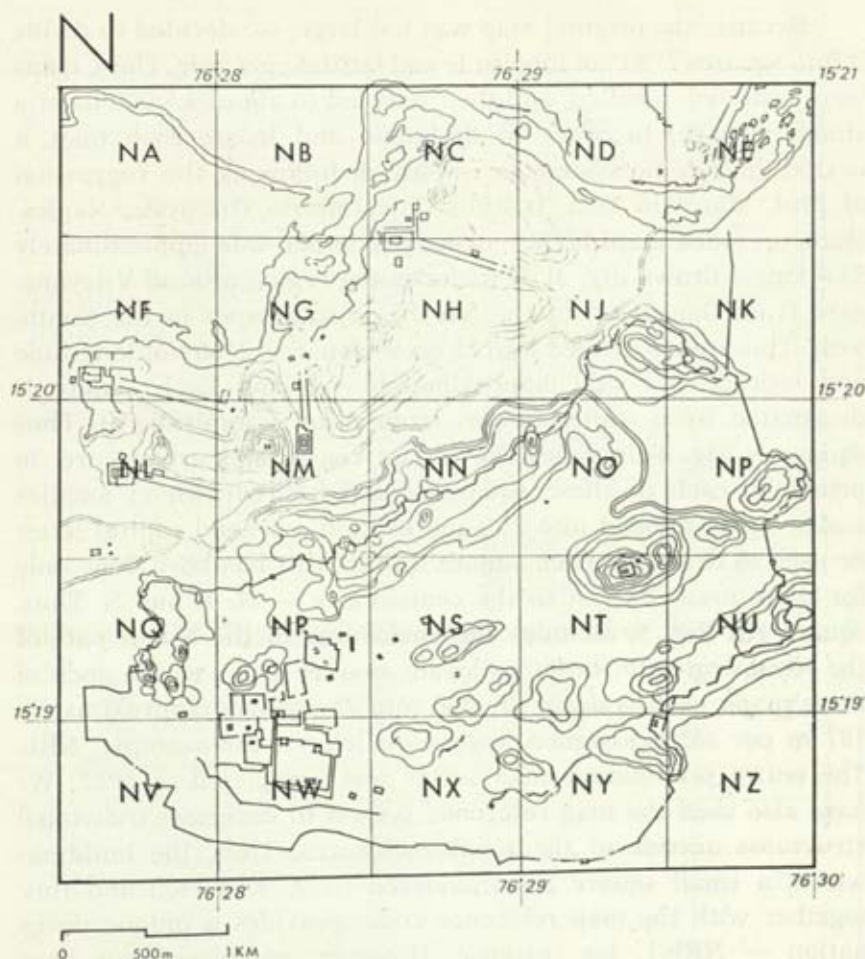 N
76°28 76°29 15°21
NA NB NC ND NE
NF NG NH NJ NK
15°20 15°20
NL NM NN NO NP
NQ NR NS NT NU
15°19 15°19
NV NW NX NY NZ
76°28 76°29 76°30
0 500m 1KM